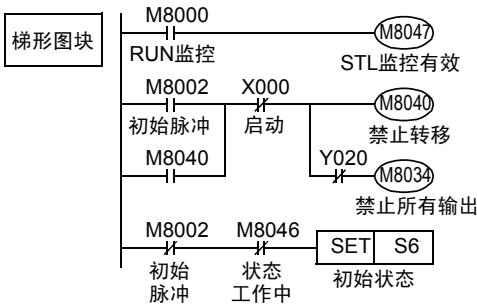 梯形图块
M8000
M8047
RUN监控
STL监控有效
M8002
X000
M8040
初始脉冲
启动
禁止转移
M8040
Y020
M8034
禁止所有输出
M8002
M8046
SET
S6
初始
脉冲
状态
工作中
初始状态